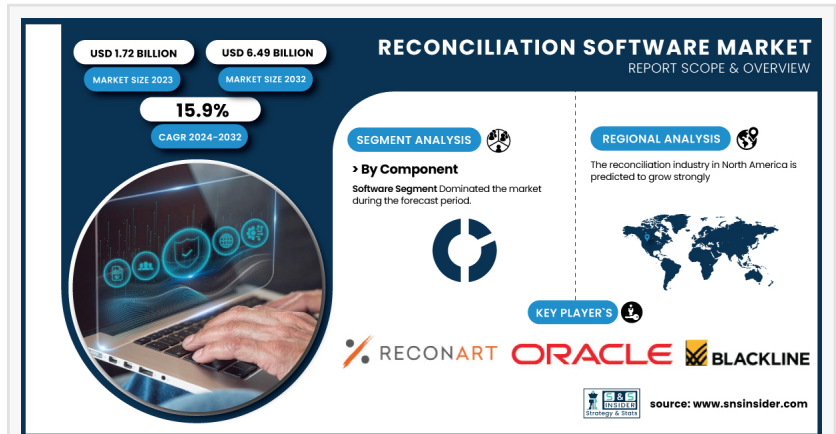 RECONCILIATION SOFTWARE MARKET
REPORT SCOPE & OVERVIEW
USD 1.72 BILLION
MARKET SIZE 2023
USD 6.49 BILLION
MARKET SIZE 2032
15.9%
CAGR 2024-2032
SEGMENT ANALYSIS
> By Component
Software Segment Dominated the market
during the forecast period.
REGIONAL ANALYSIS
The reconciliation industry in North America is
predicted to grow strongly
KEY PLAYER`S
RECONART
ORACLE
BLACKLINE
S&S
INSIDER
Strategy & Stats
source: www.snsinsider.com